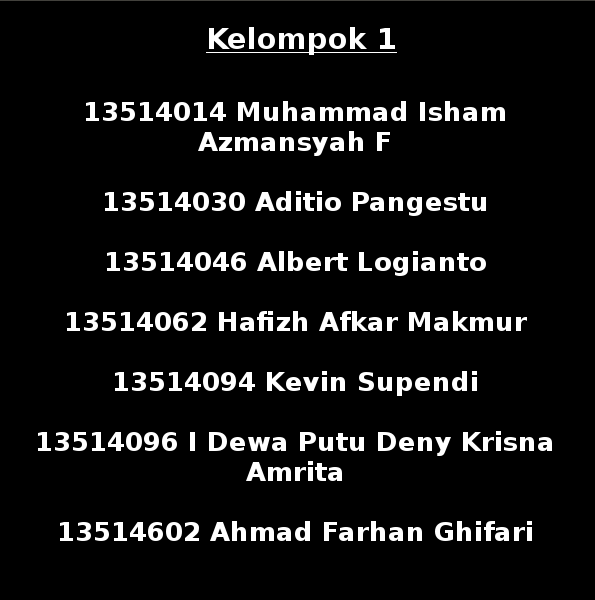 Kelompok 1
13514014 Muhammad Isham
Azmansyah F
13514030 Aditio Pangestu
13514046 Albert Logianto
13514062 Hafizh Afkar Makmur
13514094 Kevin Supendi
13514096 I Dewa Putu Deny Krisna
Amrita
13514602 Ahmad Farhan Ghifari